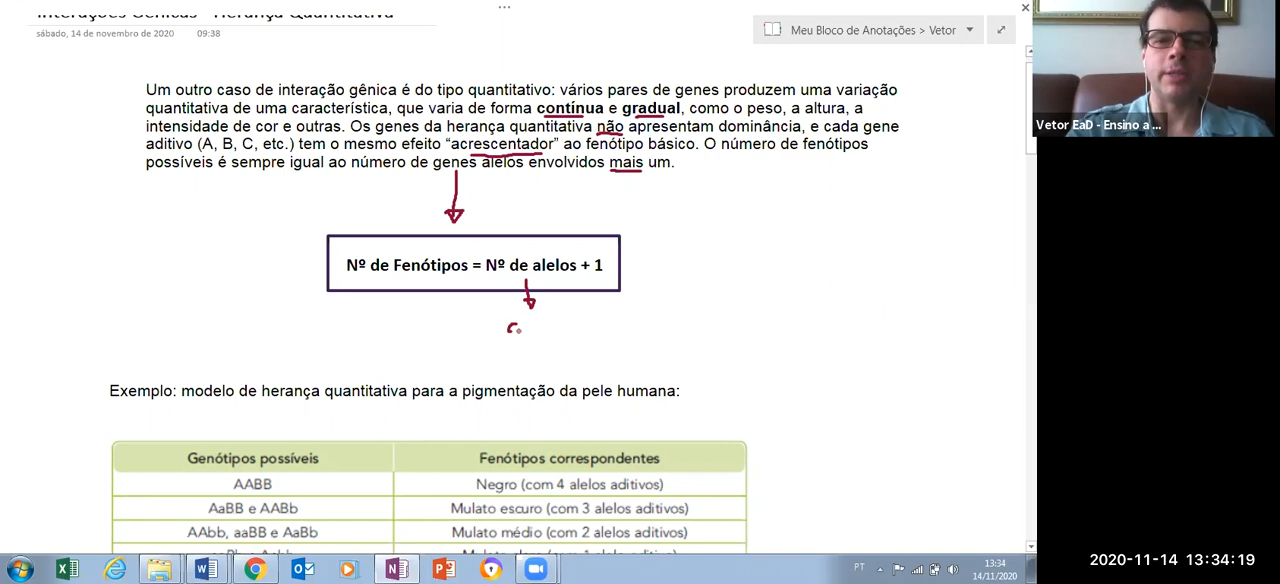 Interações Gênicas - Herança Quantitativa
sábado, 14 de novembro de 2020 09:38
Meu Bloco de Anotações > Vetor
Um outro caso de interação gênica é do tipo quantitativo: vários pares de genes produzem uma variação
quantitativa de uma característica, que varia de forma contínua e gradual, como o peso, a altura, a
intensidade de cor e outras. Os genes da herança quantitativa não apresentam dominância, e cada gene
aditivo (A, B, C, etc.) tem o mesmo efeito “acrescentador” ao fenótipo básico. O número de fenótipos
possíveis é sempre igual ao número de genes alelos envolvidos mais um.
Nº de Fenótipos = Nº de alelos + 1
Exemplo: modelo de herança quantitativa para a pigmentação da pele humana:
Genótipos possíveis Fenótipos correspondentes
AABB Negro (com 4 alelos aditivos)
AaBB e AABb Mulato escuro (com 3 alelos aditivos)
AAbb, aaBB e AaBb Mulato médio (com 2 alelos aditivos)
Vetor EaD - Ensino a ...
PT 13:34
14/11/2020
2020-11-14 13:34:19